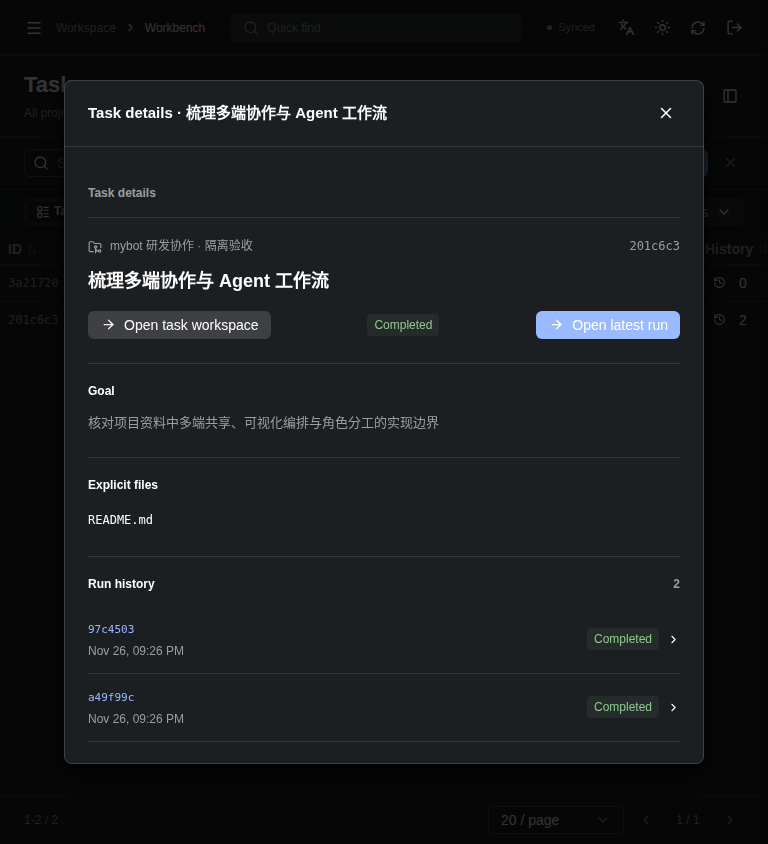 Workspace > Workbench
Quick find
Synced
Task details · 梳理多端协作与 Agent 工作流
Task details
mybot 研发协作 · 隔离验收
201c6c3
梳理多端协作与 Agent 工作流
Open task workspace
Completed
Open latest run
Goal
核对项目资料中多端共享、可视化编排与角色分工的实现边界
Explicit files
README.md
Run history
2
97c4503
Nov 26, 09:26 PM
Completed
a49f99c
Nov 26, 09:26 PM
Completed
ID
History
3a21720
0
201c6c3
2
1-2 / 2
20 / page
1 / 1